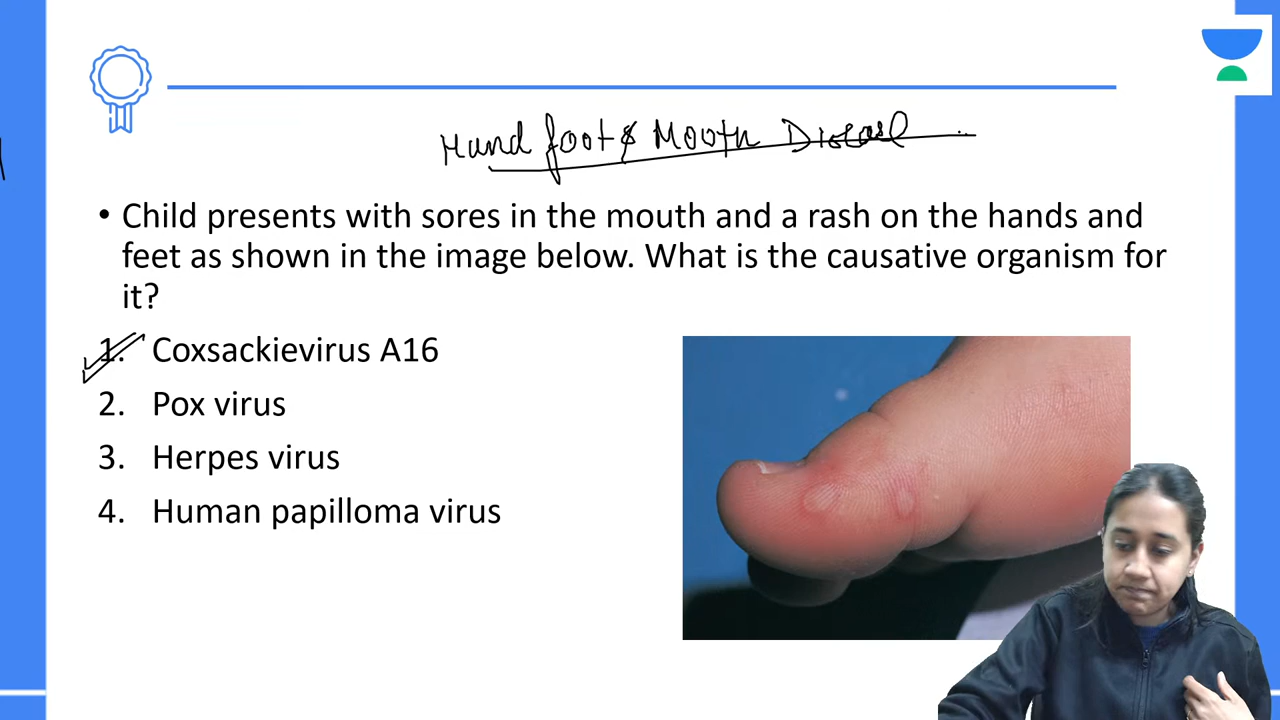 Hand foot & Mouth Disease
• Child presents with sores in the mouth and a rash on the hands and
feet as shown in the image below. What is the causative organism for
it?
1. Coxsackievirus A16
2. Pox virus
3. Herpes virus
4. Human papilloma virus